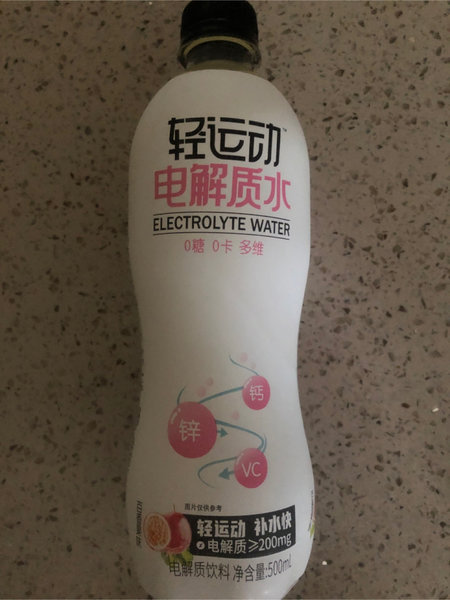 轻运动™
电解质水
ELECTROLYTE WATER
0糖 0卡 多维
钙
锌
VC
图片仅供参考
轻运动 补水快
电解质≥200mg
电解质饮料 净含量:500mL